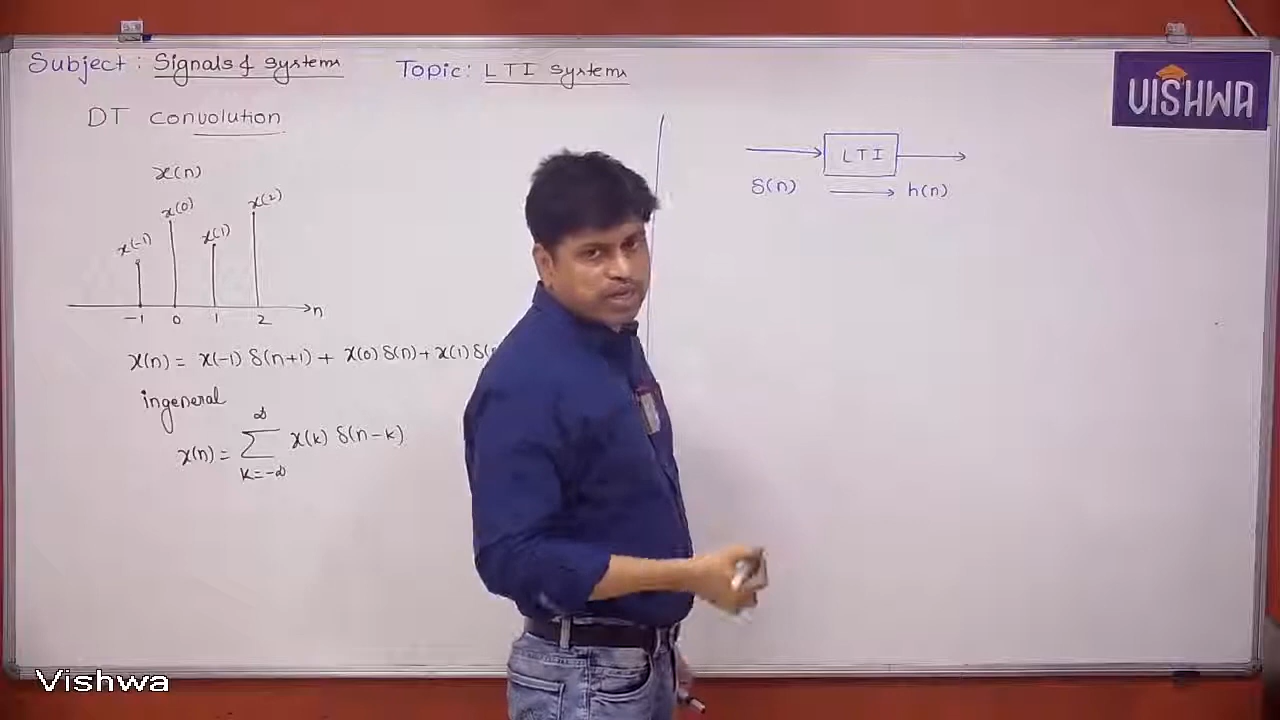 Subject: Signals & systems Topic: LTI systems
VISHWA
DT convolution
x(n)
x(-1) x(0) x(1) x(2)
-1 0 1 2 n
x(n) = x(-1) δ(n+1) + x(0) δ(n) + x(1) δ(n
ingeneral
x(n) = ∑ x(k) δ(n-k)
∞
k=-∞
LTI
δ(n) → h(n)
Vishwa